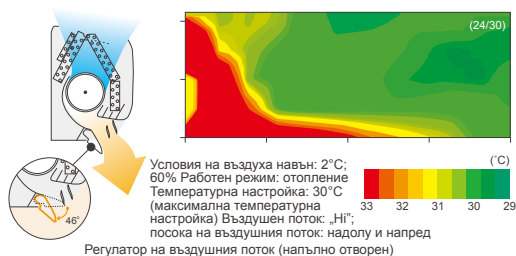 (24/30)
46°
Условия на въздуха навън: 2°C;
60% Работен режим: отопление
Температурна настройка: 30°C
(максимална температурна
настройка) Въздушен поток: „Hi";
посока на въздушния поток: надолу и напред
(°C)
33 32 31 30 29
Регулатор на въздушния поток (напълно отворен)